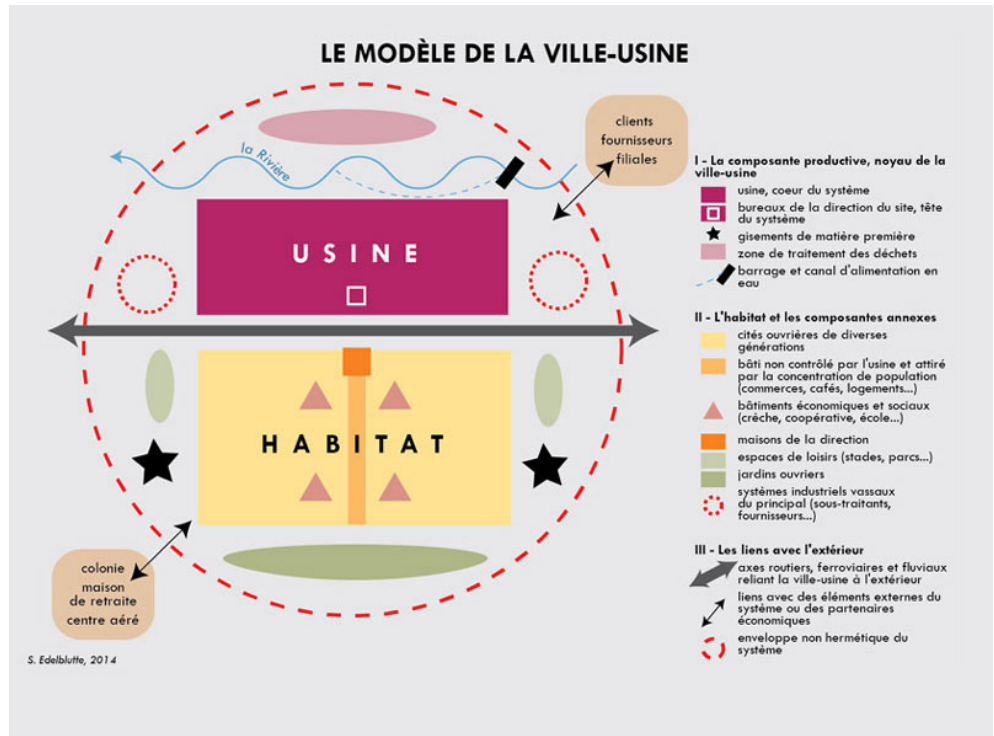 LE MODÈLE DE LA VILLE-USINE
clients
fournisseurs
filiales
la Rivière
USINE
HABITAT
colonie
maison
de retraite
centre aéré
S. Edelblutte, 2014
I - La composante productive, noyau de la
ville-usine
usine, coeur du système
bureaux de la direction du site, tête
du systsème
gisements de matière première
zone de traitement des déchets
barrage et canal d'alimentation en
eau
II - L'habitat et les composantes annexes
cités ouvrières de diverses
générations
bâti non contrôlé par l'usine et attiré
par la concentration de population
(commerces, cafés, logements...)
bâtiments économiques et sociaux
(crèche, coopérative, école...)
maisons de la direction
espaces de loisirs (stades, parcs...)
jardins ouvriers
systèmes industriels vassaux
du principal (sous-traitants,
fournisseurs...)
III - Les liens avec l'extérieur
axes routiers, ferroviaires et fluviaux
reliant la ville-usine à l'extérieur
liens avec des éléments externes du
système ou des partenaires
économiques
enveloppe non hermétique du
système